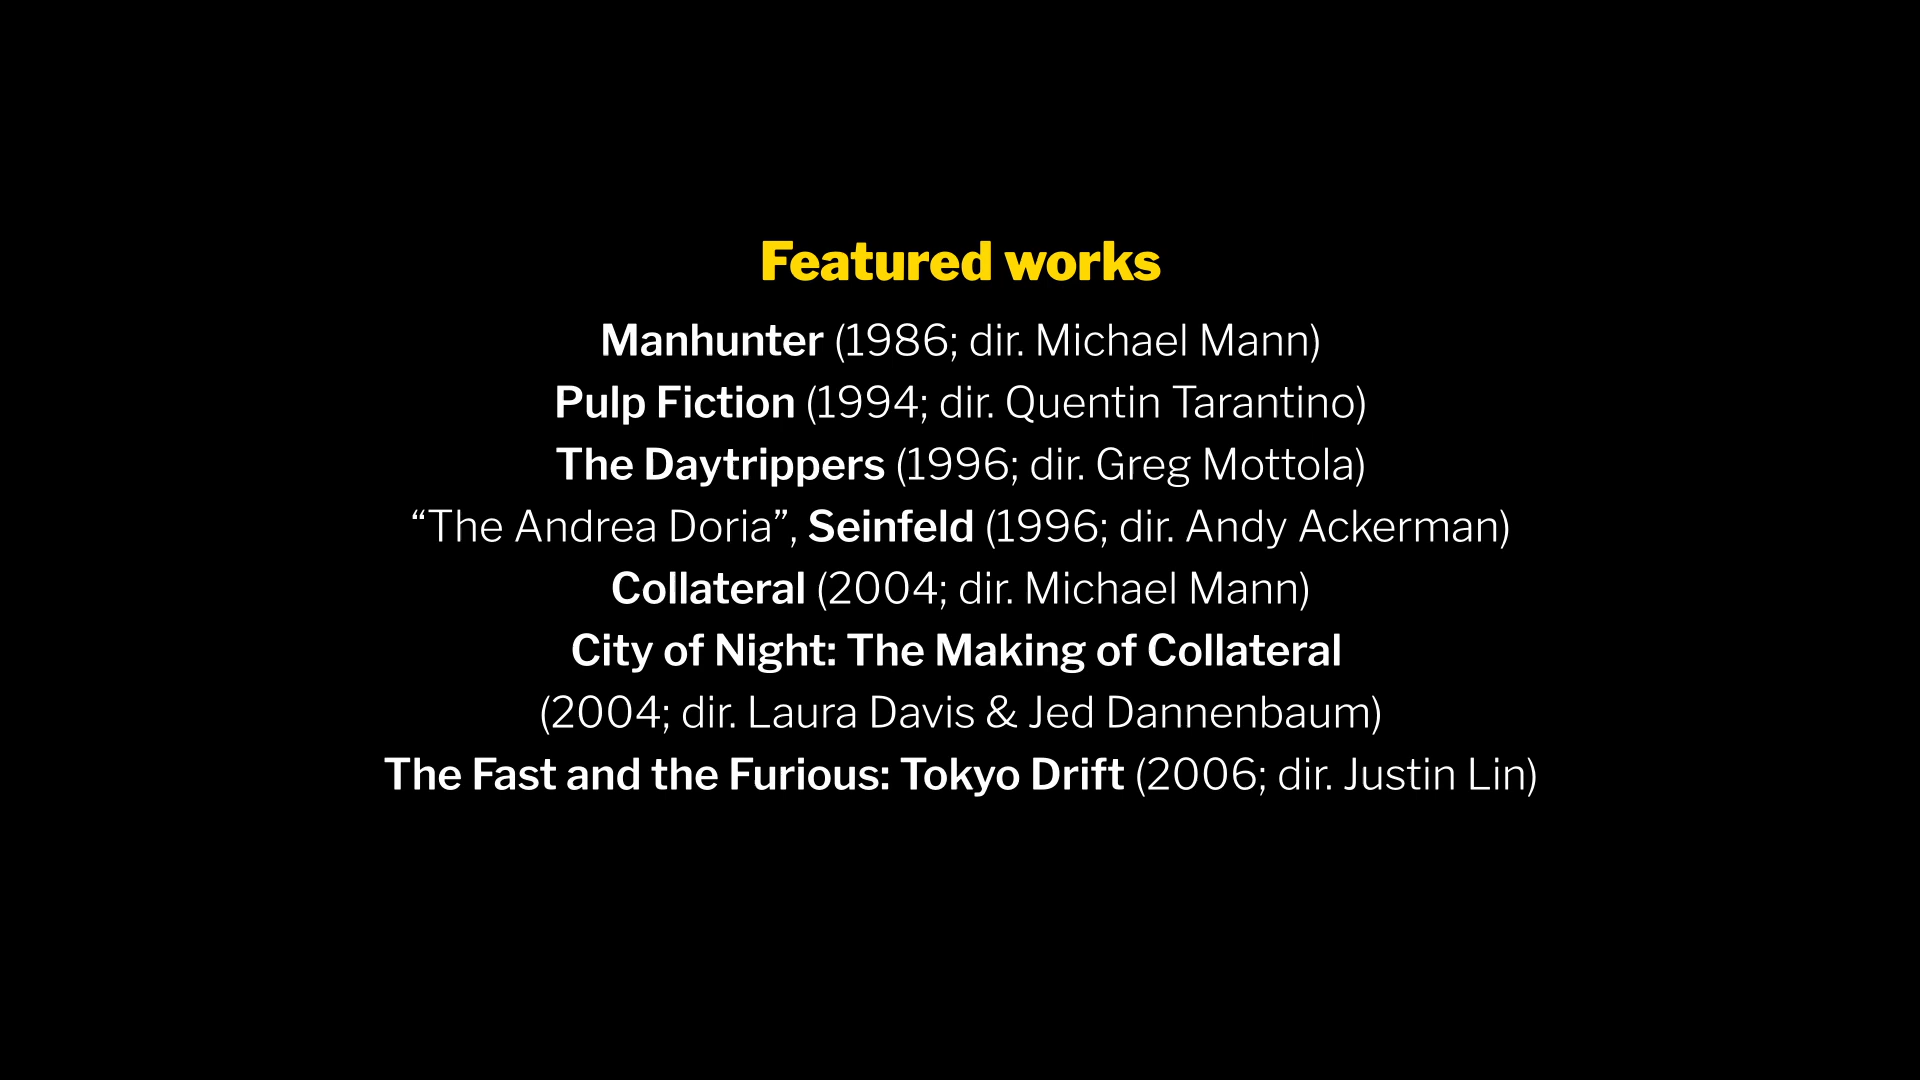 Featured works
Manhunter (1986; dir. Michael Mann)
Pulp Fiction (1994; dir. Quentin Tarantino)
The Daytrippers (1996; dir. Greg Mottola)
“The Andrea Doria”, Seinfeld (1996; dir. Andy Ackerman)
Collateral (2004; dir. Michael Mann)
City of Night: The Making of Collateral
(2004; dir. Laura Davis & Jed Dannenbaum)
The Fast and the Furious: Tokyo Drift (2006; dir. Justin Lin)